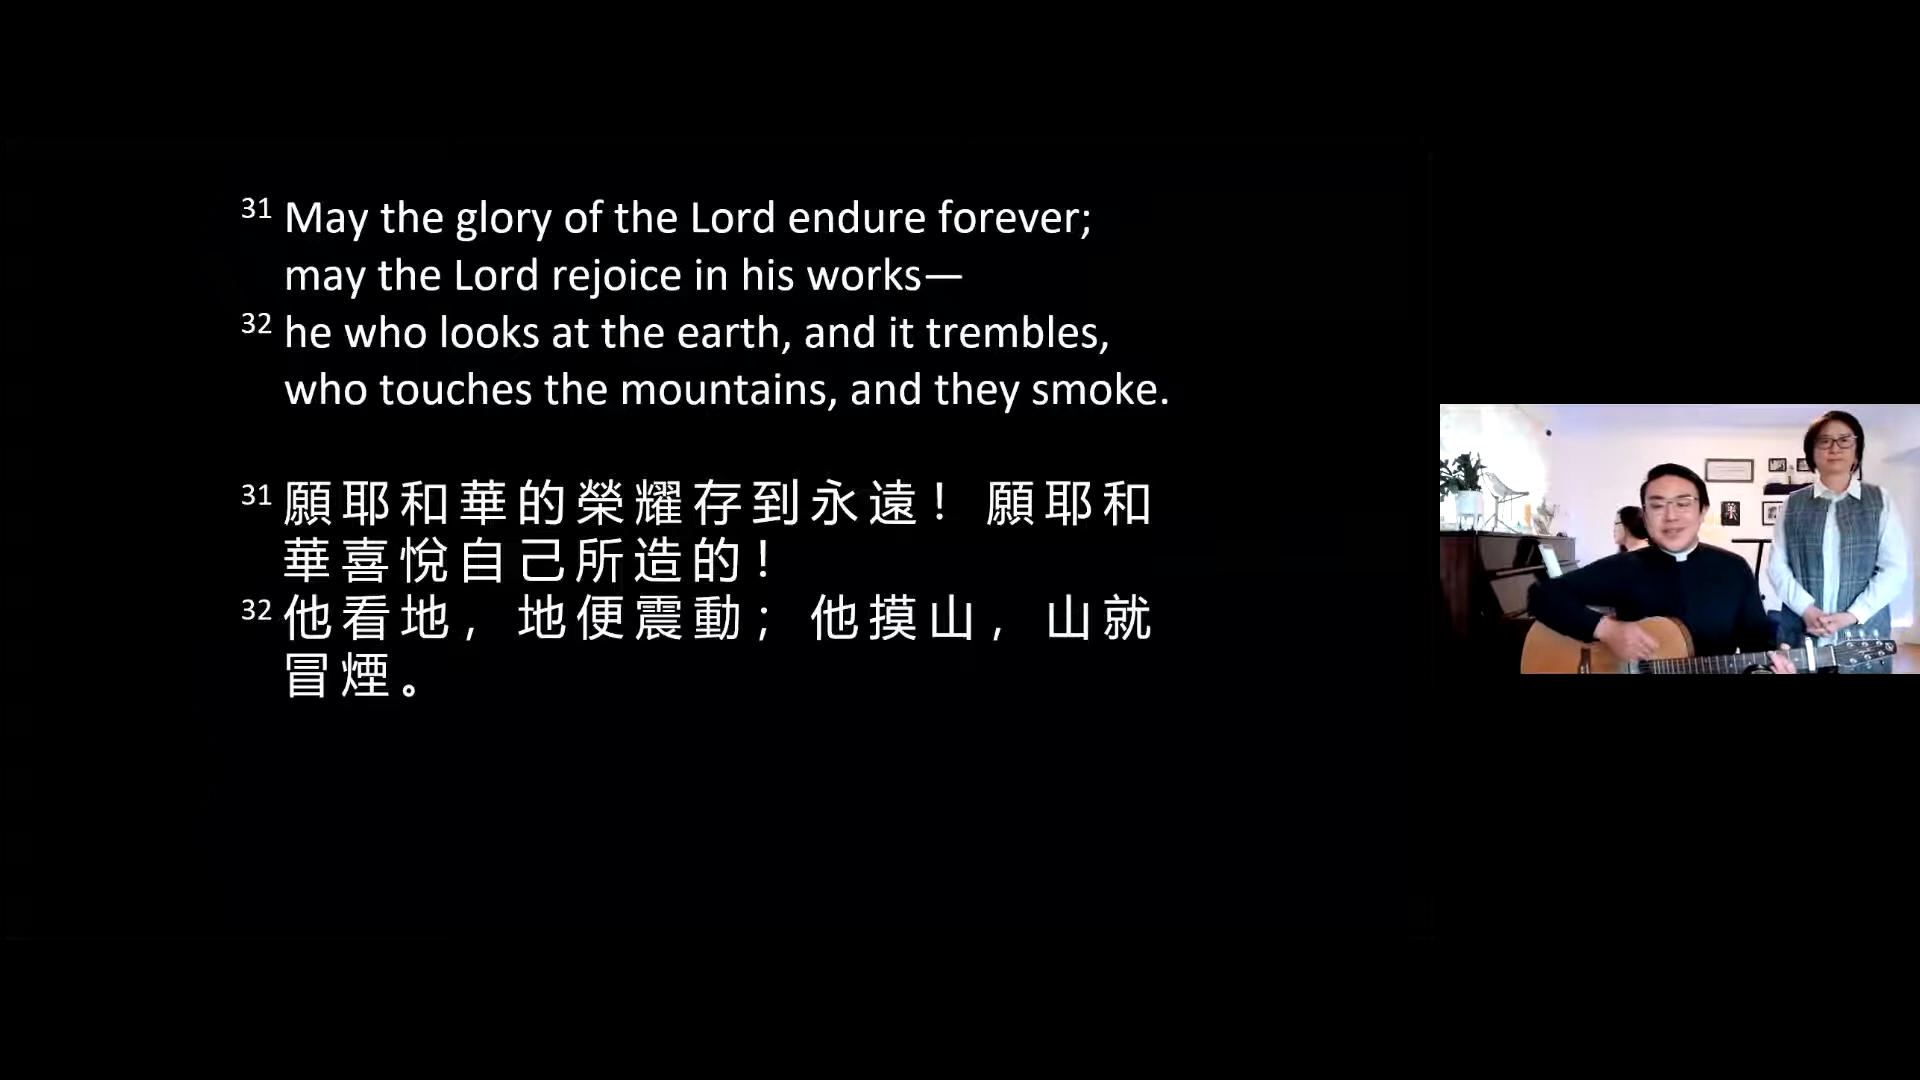 31 May the glory of the Lord endure forever;
may the Lord rejoice in his works—
32 he who looks at the earth, and it trembles,
who touches the mountains, and they smoke.
31 願耶和華的榮耀存到永遠！願耶和
華喜悅自己所造的！
32 他看地，地便震動；他摸山，山就
冒煙。